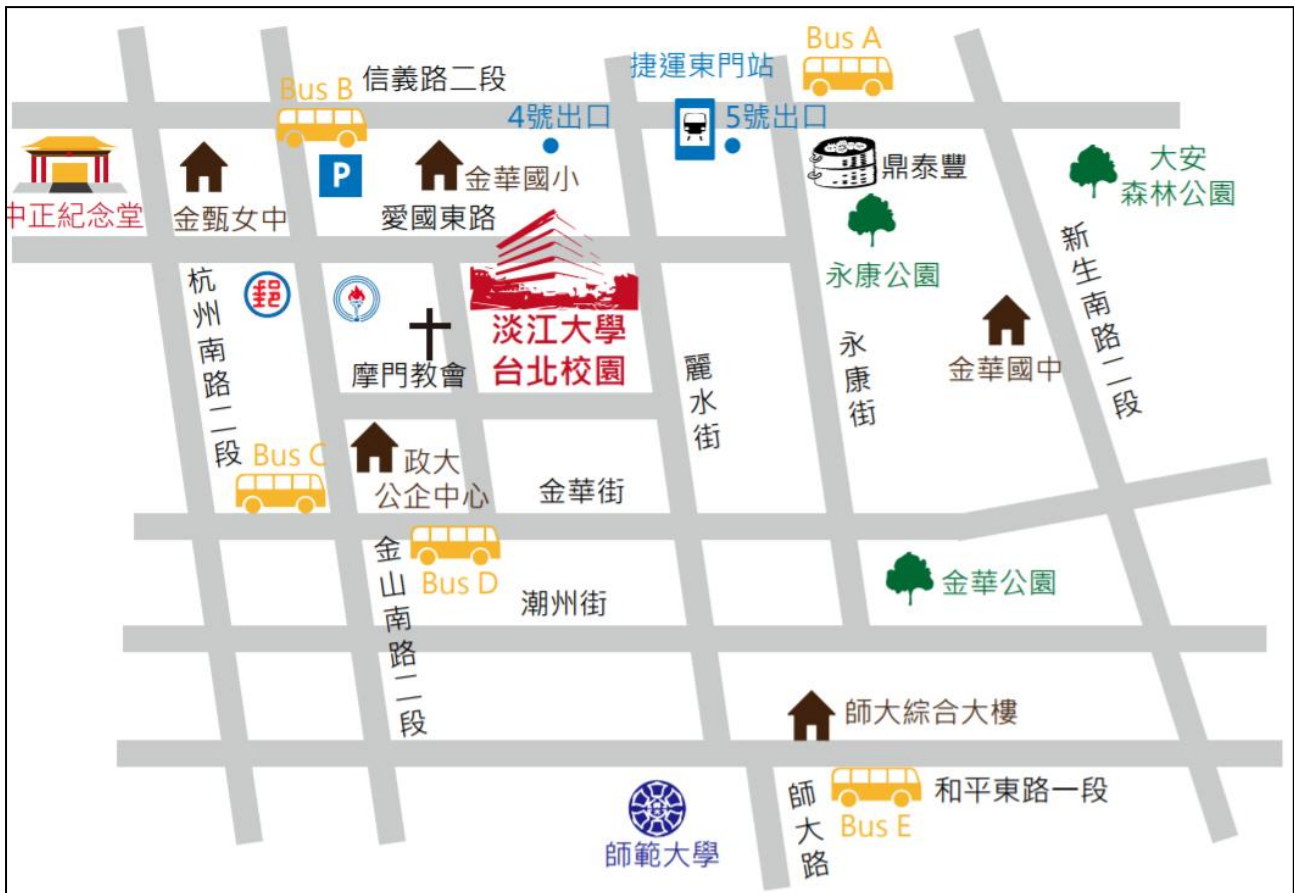 Bus A
捷運東門站
Bus B
信義路二段
4號出口
5號出口
P
金華國小
鼎泰豐
大安
森林公園
中正紀念堂
金甄女中
愛國東路
永康公園
新生南路二段
杭州南路二段
郵
淡江大學
台北校園
摩門教會
麗水街
永康街
金華國中
Bus C
政大
公企中心
金華街
金山南路二段
Bus D
潮州街
金華公園
師大綜合大樓
師大路
和平東路一段
Bus E
師範大學